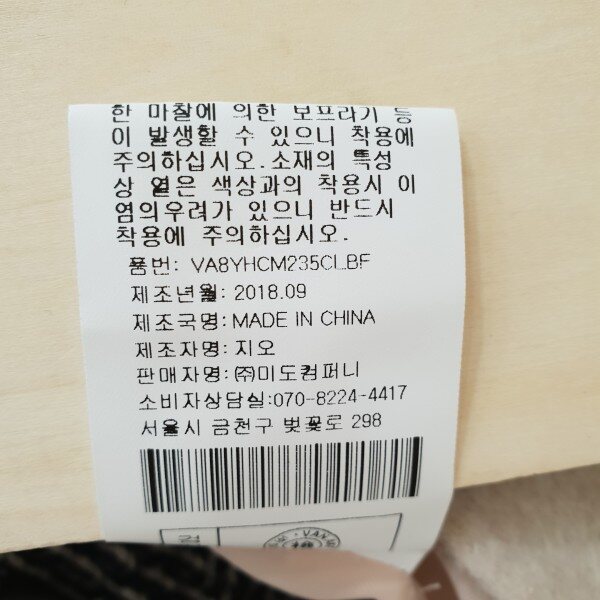 한 마찰에 의한 보프라기 등
이 발생할 수 있으니 착용에
주의하십시오.소재의 특성
상 옅은 색상과의 착용시 이
염의우려가 있으니 반드시
착용에 주의하십시오.
품번: VA8YHCM235CLBF
제조년월: 2018.09
제조국명: MADE IN CHINA
제조자명: 지오
판매자명: ㈜미도컴퍼니
소비자상담실:070-8224-4417
서울시 금천구 벚꽃로 298